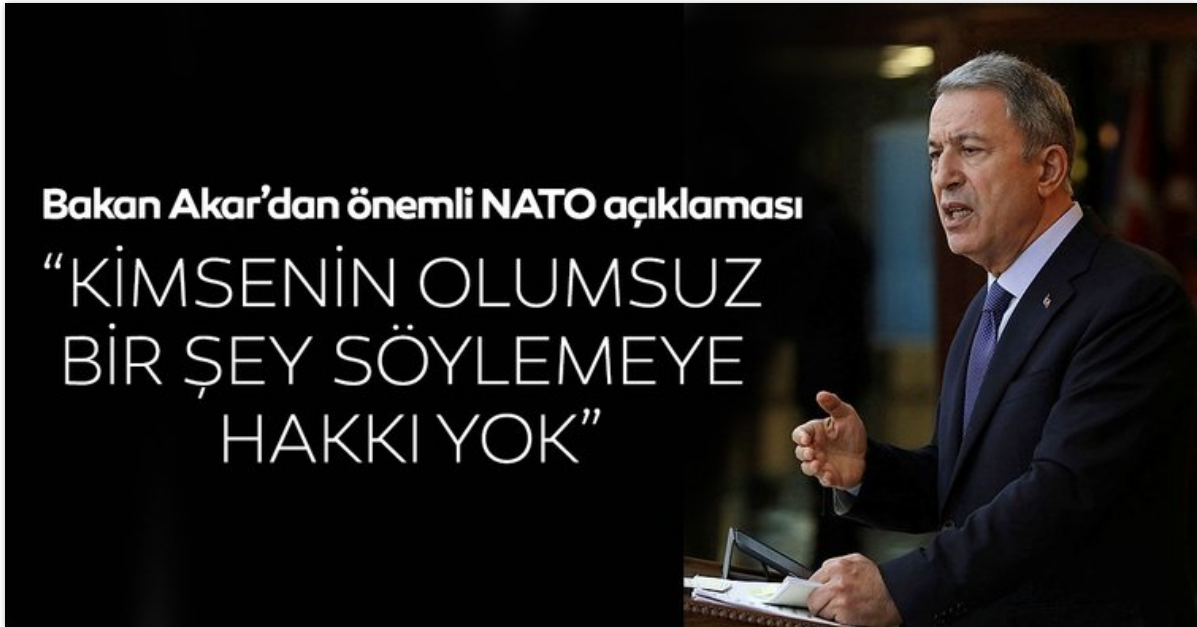 Bakan Akar’dan önemli NATO açıklaması
“KİMSENİN OLUMSUZ
BİR ŞEY SÖYLEMEYE
HAKKI YOK”